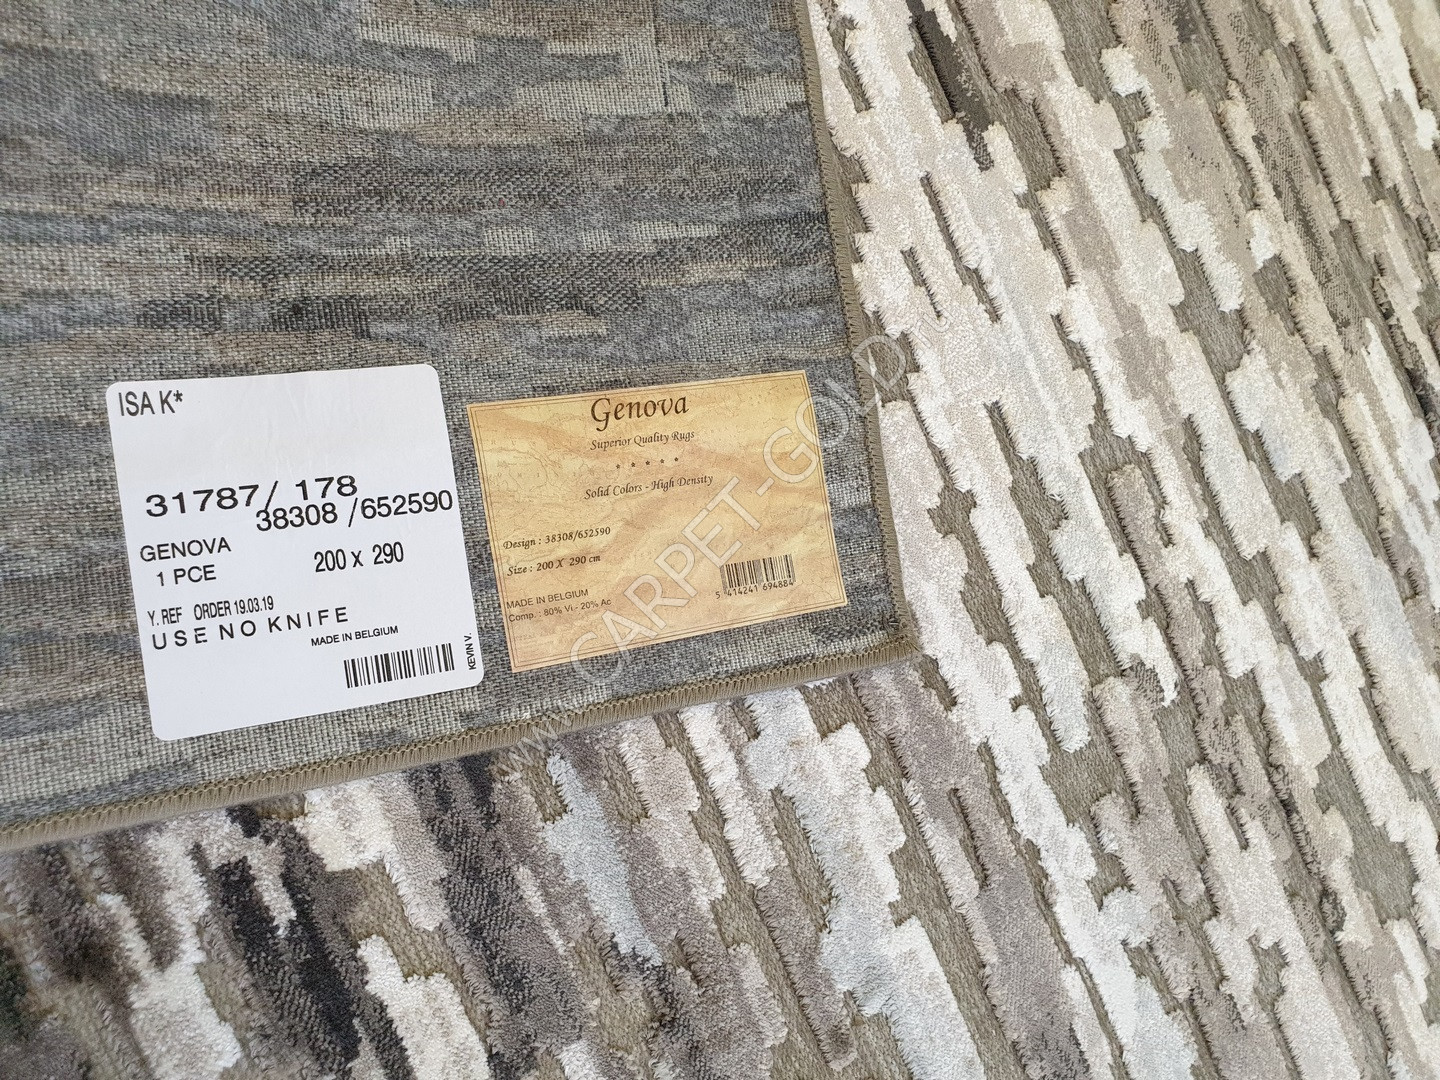 ISA K*
31787/ 178
38308 /652590
GENOVA
1 PCE
200 x 290
Y. REF ORDER 19.03.19
USE NO KNIFE
MADE IN BELGIUM
KEVIN V.
Genova
Superior Quality Rugs
* * * * *
Solid Colors - High Density
Design : 38308/652590
Size : 200 X 290 cm
MADE IN BELGIUM
Comp. : 80% Vi - 20% Ac
5 414241 694884
www.CARPET-GOLD.ru